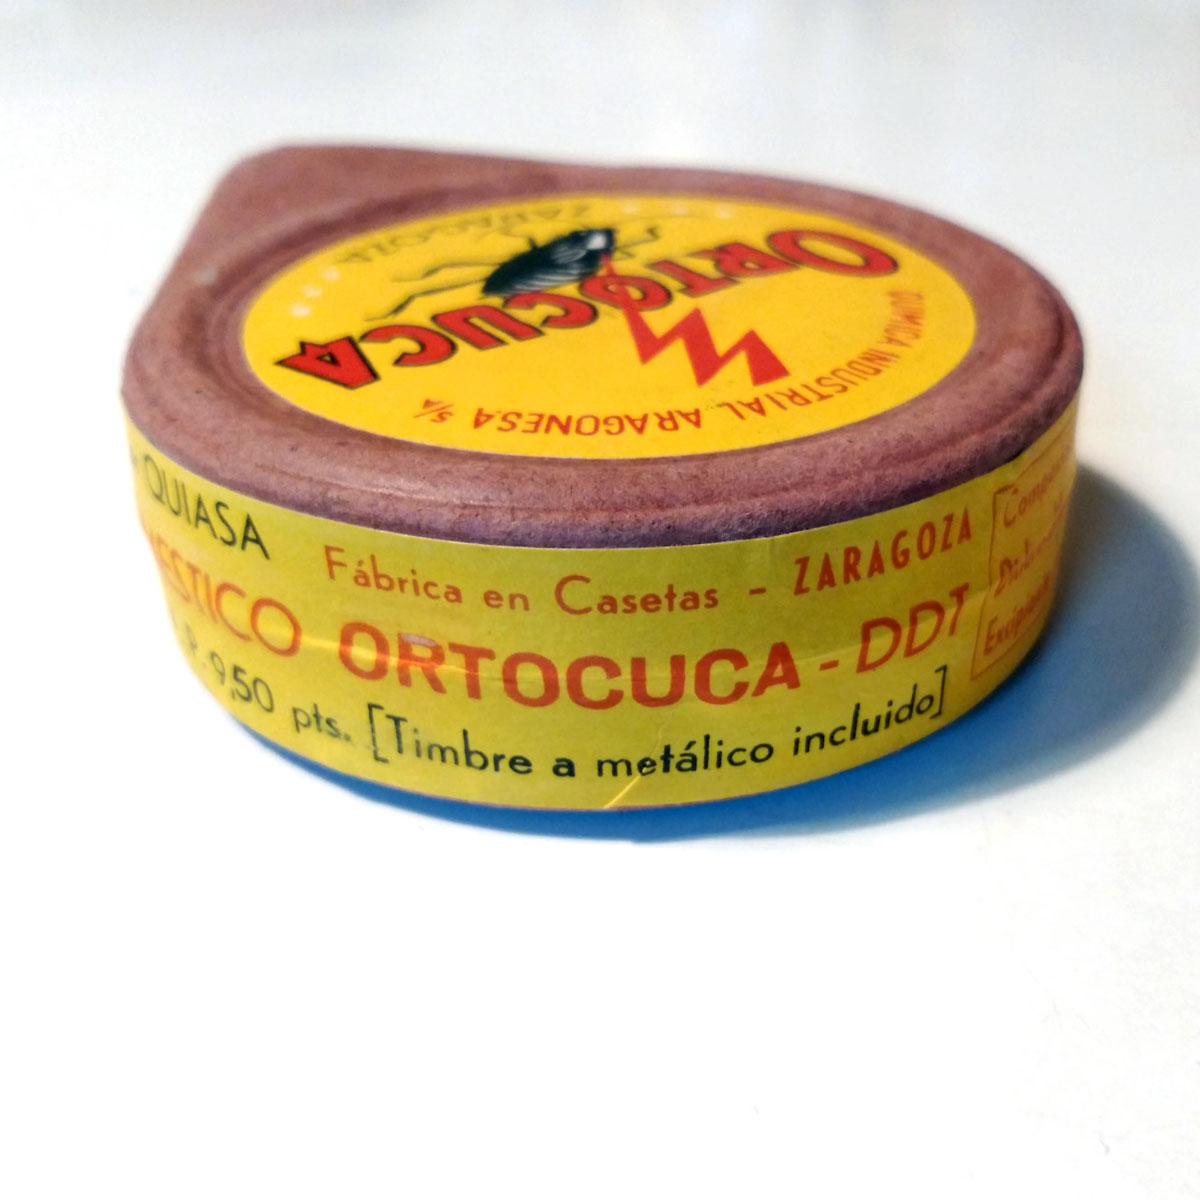 ZARAGOZA
ORTOCUCA
QUIMICA INDUSTRIAL ARAGONESA S/A
QUIASA
Fábrica en Casetas - ZARAGOZA
ORTOCUCA - DDT
P. 9,50 pts. [Timbre a metálico incluido]